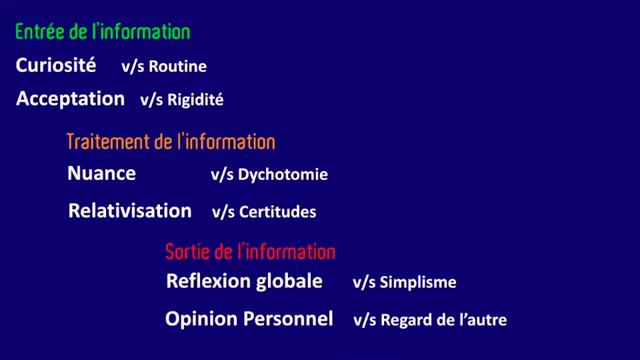 Entrée de l'information
Curiosité v/s Routine
Acceptation v/s Rigidité
Traitement de l'information
Nuance v/s Dychotomie
Relativisation v/s Certitudes
Sortie de l'information
Reflexion globale v/s Simplisme
Opinion Personnel v/s Regard de l'autre